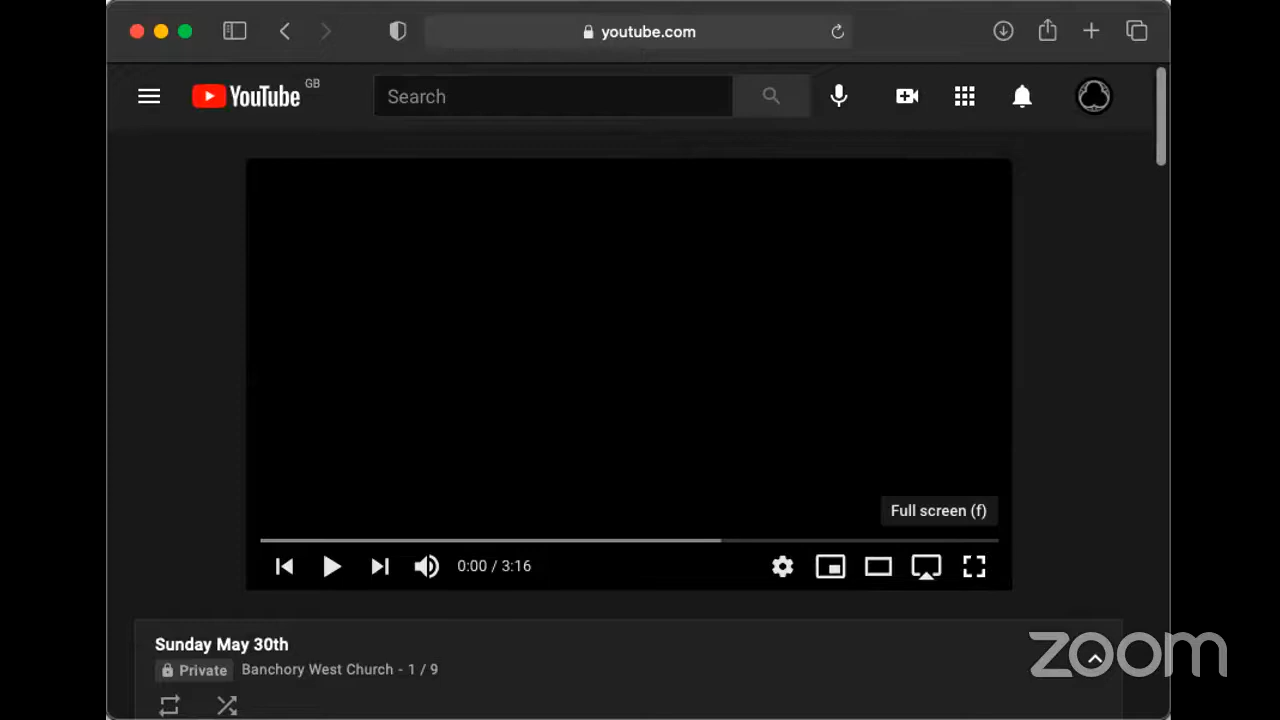 youtube.com
YouTube GB
Search
Full screen (f)
0:00 / 3:16
Sunday May 30th
Private Banchory West Church - 1 / 9
zoom